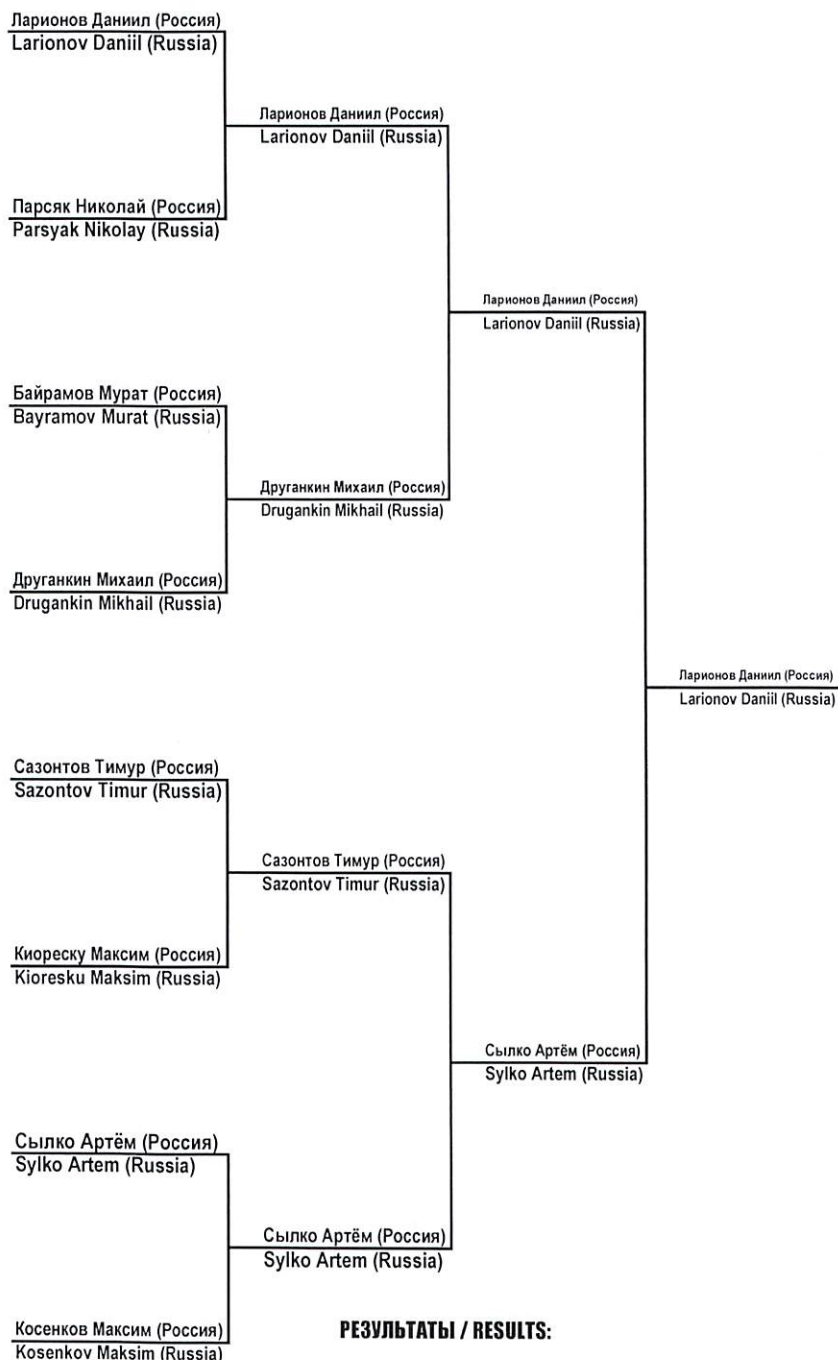 Ларионов Даниил (Россия)
Larionov Daniil (Russia)
Ларионов Даниил (Россия)
Larionov Daniil (Russia)
Парсяк Николай (Россия)
Parsyak Nikolay (Russia)
Ларионов Даниил (Россия)
Larionov Daniil (Russia)
Байрамов Мурат (Россия)
Bayramov Murat (Russia)
Друганкин Михаил (Россия)
Drugankin Mikhail (Russia)
Друганкин Михаил (Россия)
Drugankin Mikhail (Russia)
Ларионов Даниил (Россия)
Larionov Daniil (Russia)
Сазонтов Тимур (Россия)
Sazontov Timur (Russia)
Сазонтов Тимур (Россия)
Sazontov Timur (Russia)
Киореску Максим (Россия)
Kioresku Maksim (Russia)
Сылко Артём (Россия)
Sylko Artem (Russia)
Сылко Артём (Россия)
Sylko Artem (Russia)
Сылко Артём (Россия)
Sylko Artem (Russia)
Косенков Максим (Россия)
Kosenkov Maksim (Russia)
РЕЗУЛЬТАТЫ / RESULTS: